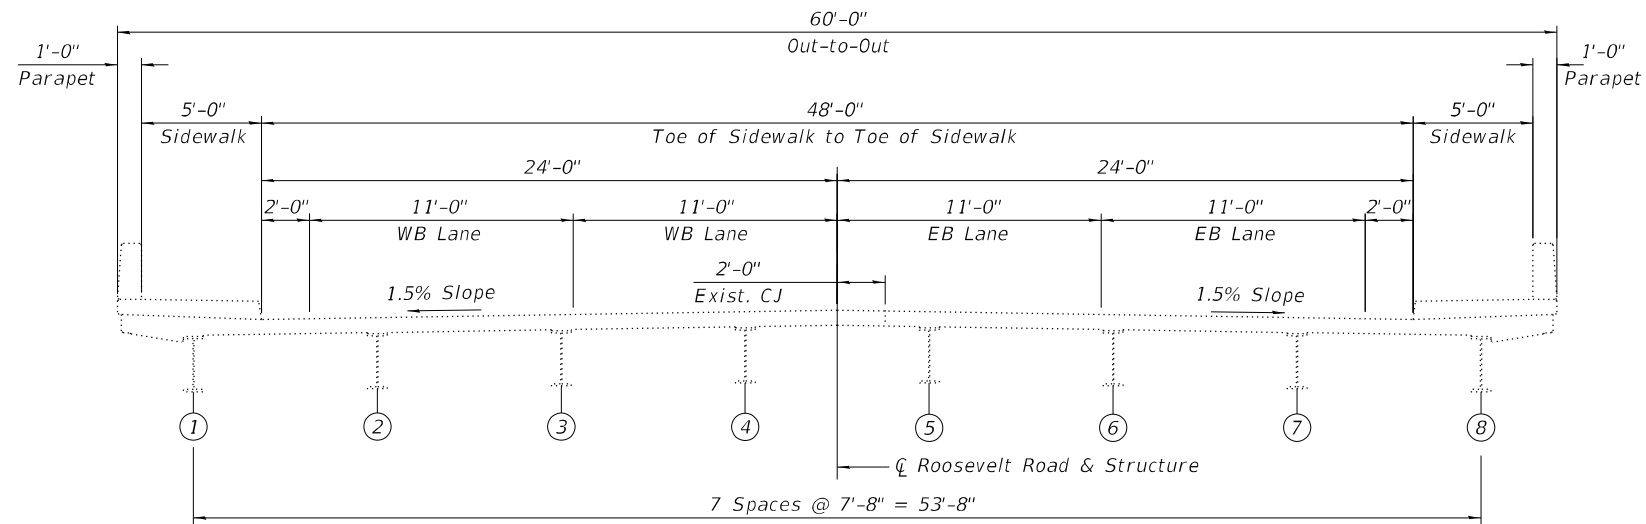 60'-0"
Out-to-Out
1'-0"
Parapet
1'-0"
Parapet
5'-0"
Sidewalk
48'-0"
Toe of Sidewalk to Toe of Sidewalk
5'-0"
Sidewalk
24'-0"
24'-0"
2'-0"
11'-0"
WB Lane
11'-0"
WB Lane
11'-0"
EB Lane
11'-0"
EB Lane
2'-0"
2'-0"
Exist. CJ
1.5% Slope
1.5% Slope
1
2
3
4
5
6
7
8
℄ Roosevelt Road & Structure
7 Spaces @ 7'-8" = 53'-8"